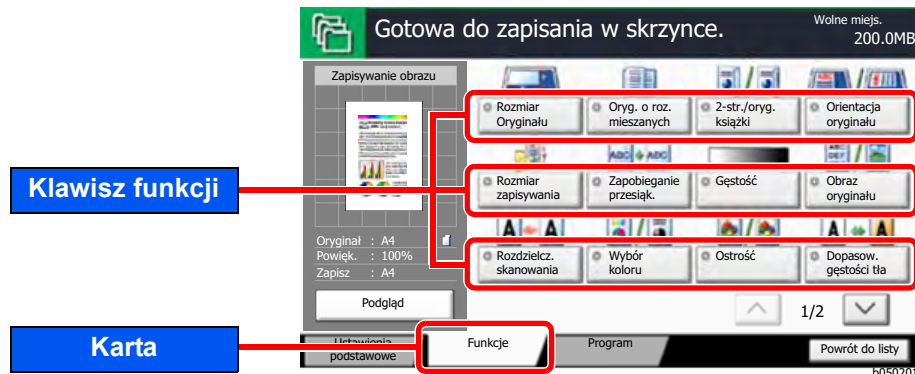 Gotowa do zapisania w skrzynce.
Wolne miejs.
200.0MB
Zapisywanie obrazu
Rozmiar
Oryginału
Oryg. o roz.
mieszanych
2-str./oryg.
książki
Orientacja
oryginału
Klawisz funkcji
Rozmiar
zapisywania
Zapobieganie
przesiąk.
Gęstość
Obraz
oryginału
Rozdzielcz.
skanowania
Wybór
koloru
Ostrość
Dopasow.
gęstości tła
Oryginał : A4
Powięk. : 100%
Zapisz : A4
Podgląd
1/2
Karta
Ustawienia
podstawowe
Funkcje
Program
Powrót do listy